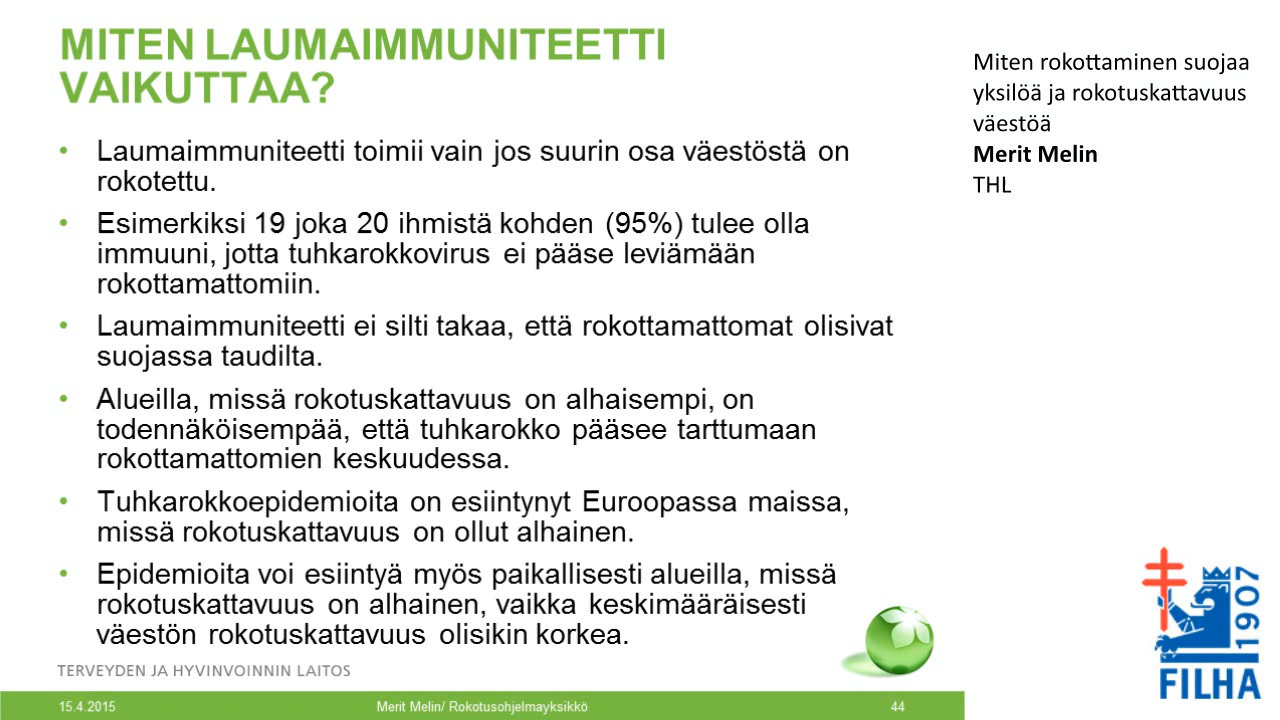 MITEN LAUMAIMMUNITEETTI
VAIKUTTAA?
• Laumaimmuniteetti toimii vain jos suurin osa väestöstä on
rokotettu.
• Esimerkiksi 19 joka 20 ihmistä kohden (95%) tulee olla
immuuni, jotta tuhkarokkovirus ei pääse leviämään
rokottamattomiin.
• Laumaimmuniteetti ei silti takaa, että rokottamattomat olisivat
suojassa taudilta.
• Alueilla, missä rokotuskattavuus on alhaisempi, on
todennäköisempää, että tuhkarokko pääsee tarttumaan
rokottamattomien keskuudessa.
• Tuhkarokkoepidemioita on esiintynyt Euroopassa maissa,
missä rokotuskattavuus on ollut alhainen.
• Epidemioita voi esiintyä myös paikallisesti alueilla, missä
rokotuskattavuus on alhainen, vaikka keskimääräisesti
väestön rokotuskattavuus olisikin korkea.
TERVEYDEN JA HYVINVOINNIN LAITOS
15.4.2015 Merit Melin/ Rokotusohjelmayksikkö 44
Miten rokottaminen suojaa
yksilöä ja rokotuskattavuus
väestöä
Merit Melin
THL
1907
FILHA